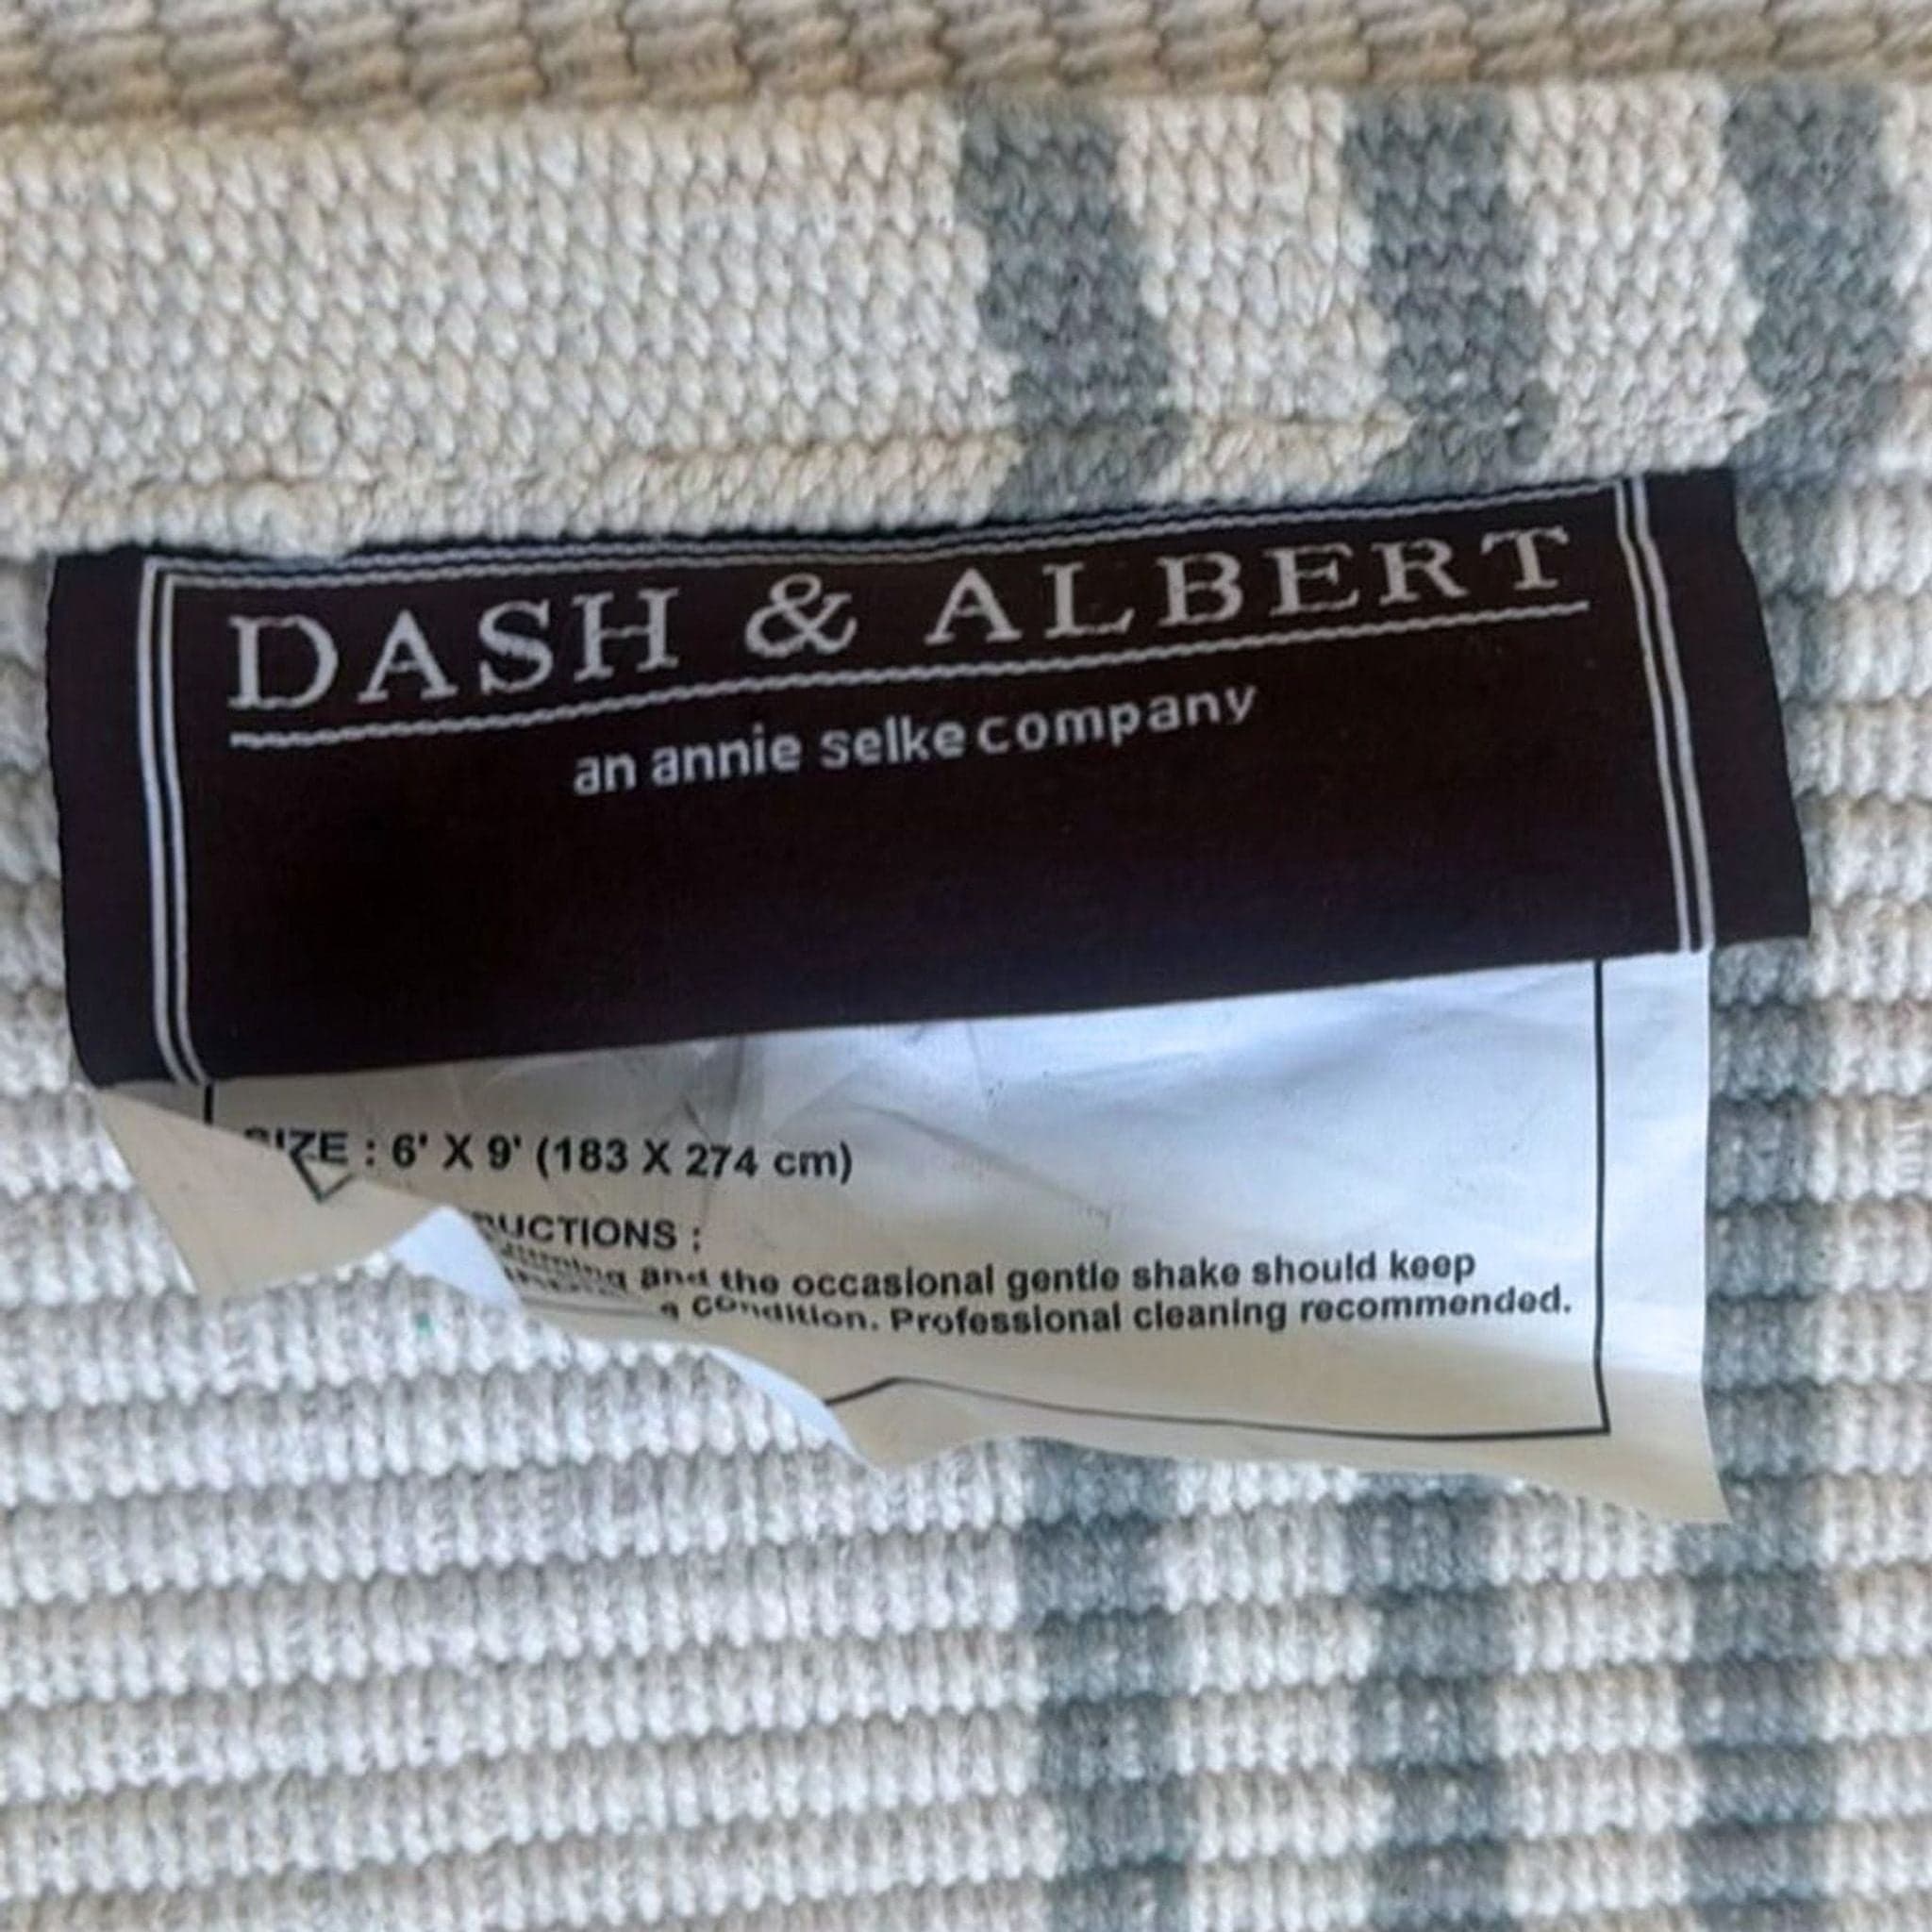 DASH & ALBERT
an annie selke company
SIZE : 6' X 9' (183 X 274 cm)
UCTIONS :
and the occasional gentle shake should keep
condition. Professional cleaning recommended.